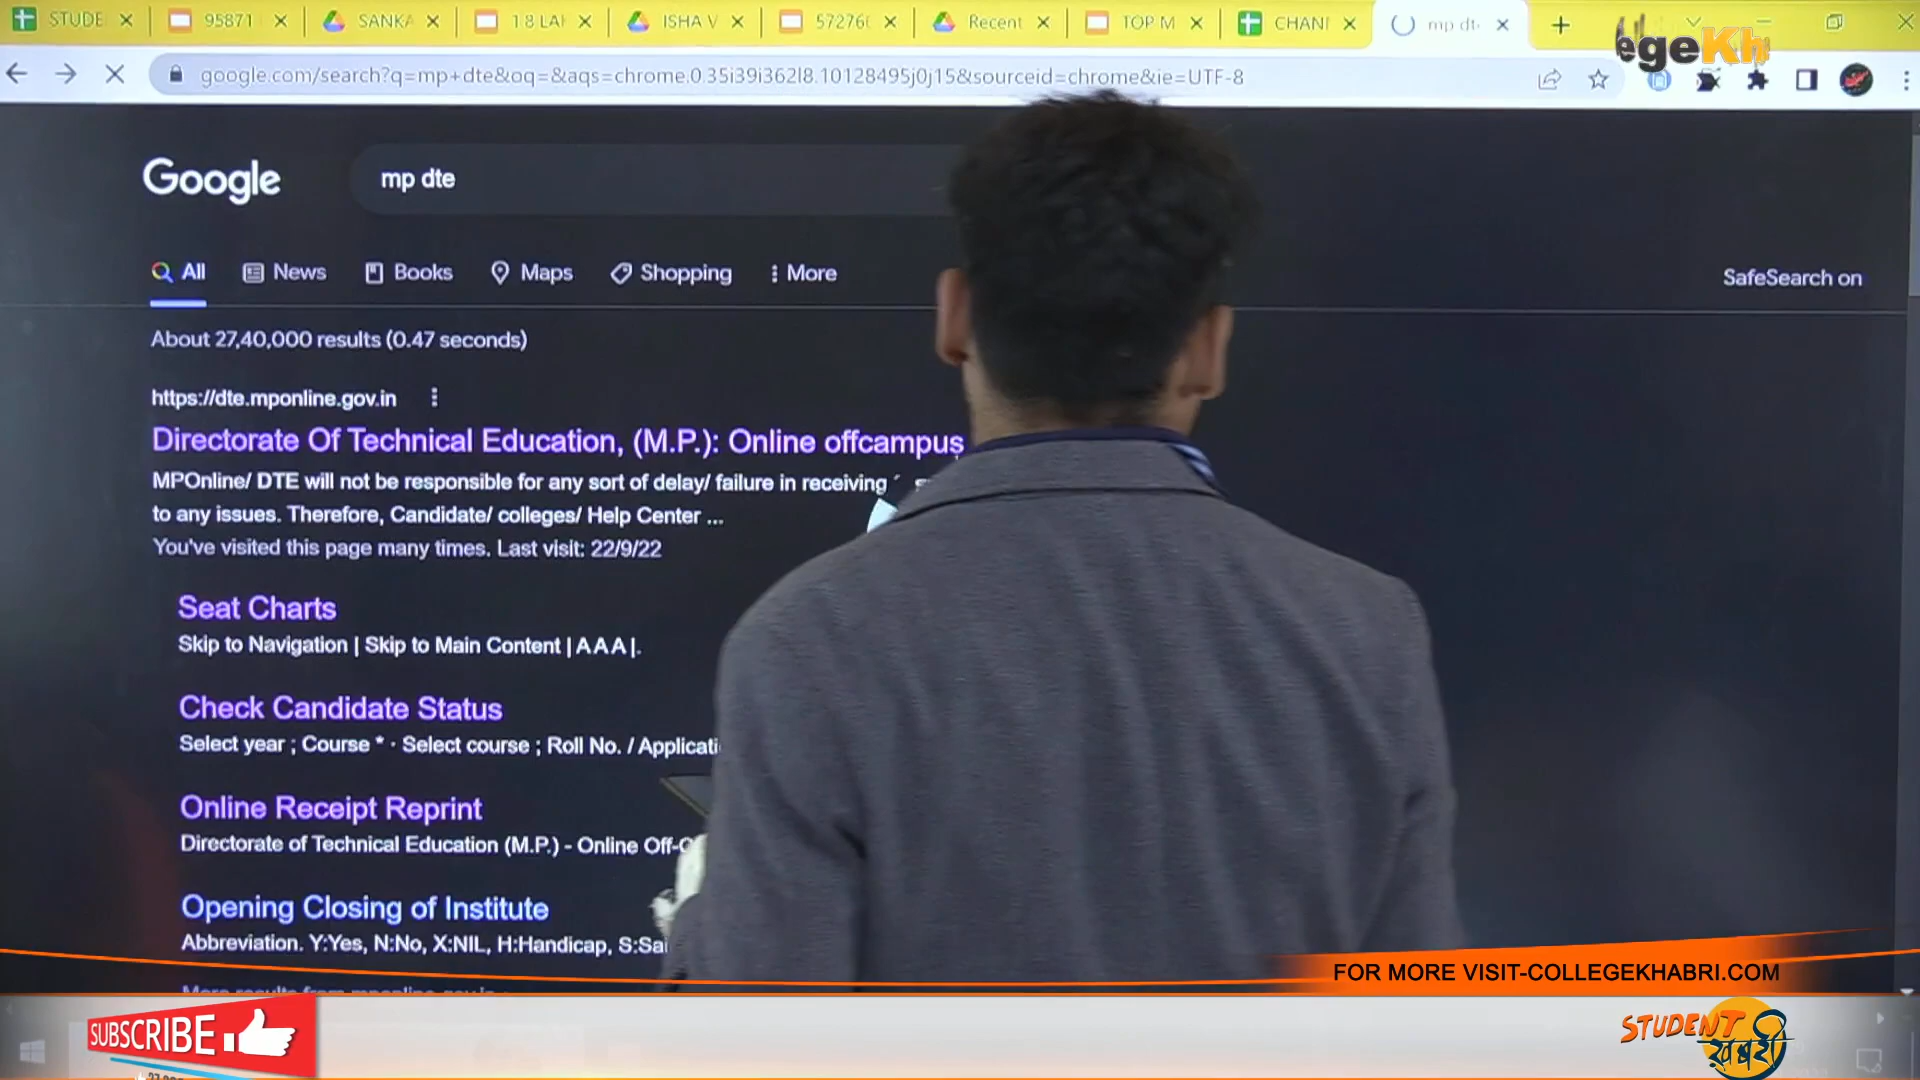 STUDE
95871
SANKA
1 8 LAI
ISHA V
57276
Recent
TOP M
CHAN
mp dt
egeKh
google.com/search?q=mp+dte&oq=&aqs=chrome.0.35i39i362l8.10128495j0j15&sourceid=chrome&ie=UTF-8
Google
mp dte
All
News
Books
Maps
Shopping
More
SafeSearch on
About 27,40,000 results (0.47 seconds)
https://dte.mponline.gov.in
Directorate Of Technical Education, (M.P.): Online offcampus
MPOnline/ DTE will not be responsible for any sort of delay/ failure in receiving
to any issues. Therefore, Candidate/ colleges/ Help Center ...
You've visited this page many times. Last visit: 22/9/22
Seat Charts
Skip to Navigation | Skip to Main Content | A A A |.
Check Candidate Status
Select year ; Course * · Select course ; Roll No. / Applicati
Online Receipt Reprint
Directorate of Technical Education (M.P.) - Online Off-C
Opening Closing of Institute
Abbreviation. Y:Yes, N:No, X:NIL, H:Handicap, S:Sai
FOR MORE VISIT-COLLEGEKHABRI.COM
SUBSCRIBE
STUDENT
ख़बरी